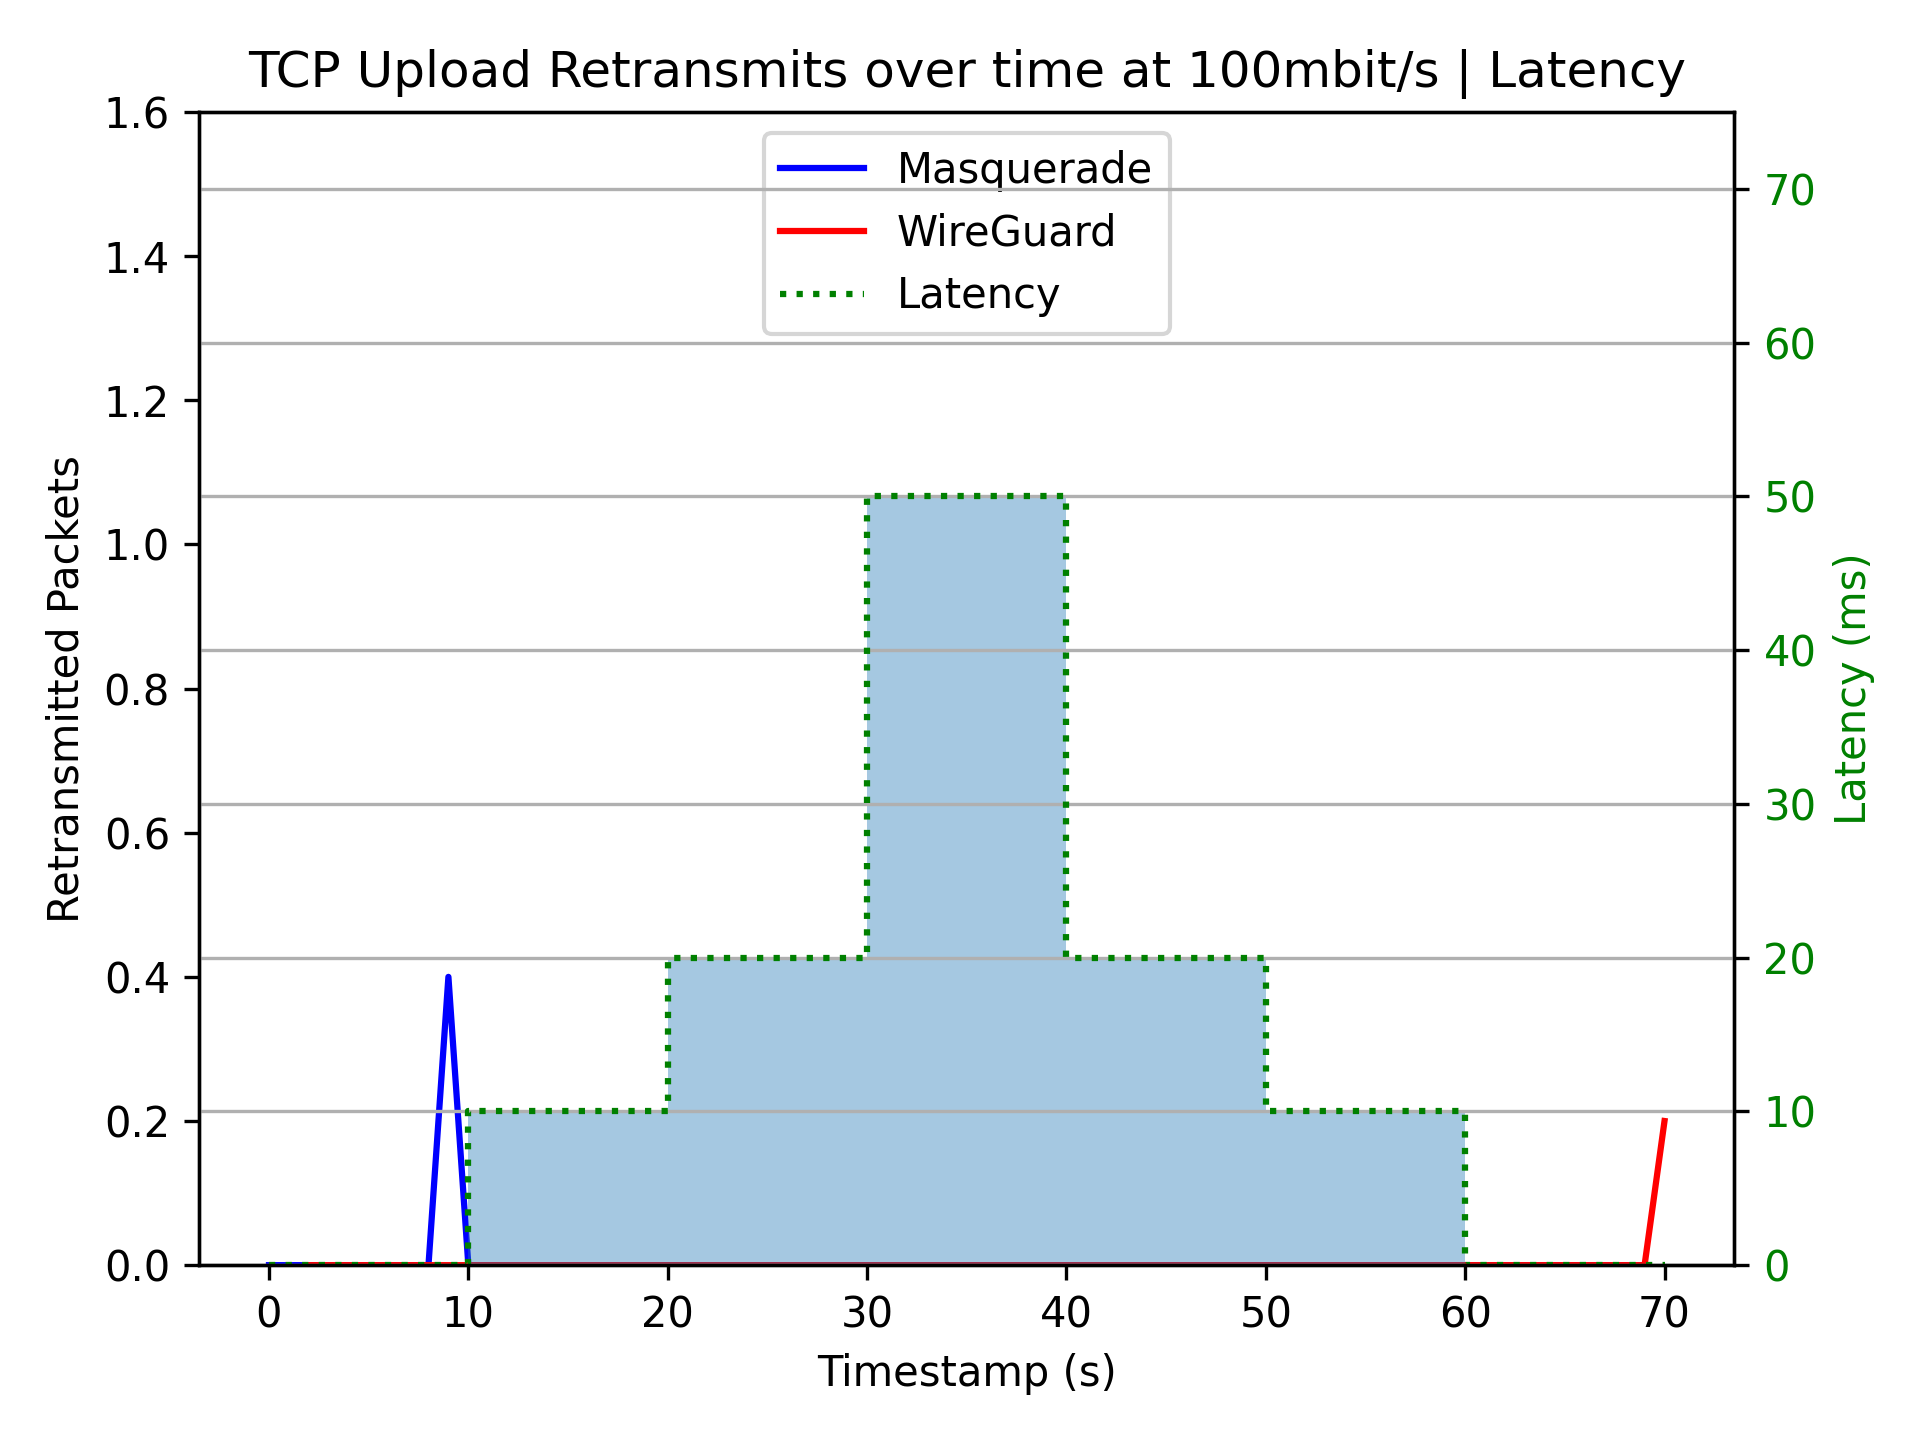 TCP Upload Retransmits over time at 100mbit/s | Latency
Masquerade
WireGuard
Latency
Retransmitted Packets
1.6
1.4
1.2
1.0
0.8
0.6
0.4
0.2
0.0
70
60
50
40
30
20
10
0
Latency (ms)
0 10 20 30 40 50 60 70
Timestamp (s)